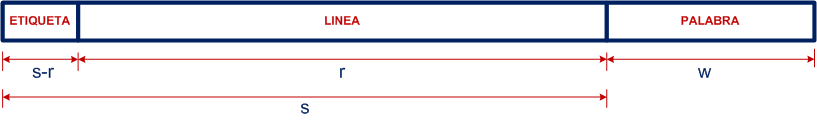 ETIQUETA LINEA PALABRA
s-r r w
s